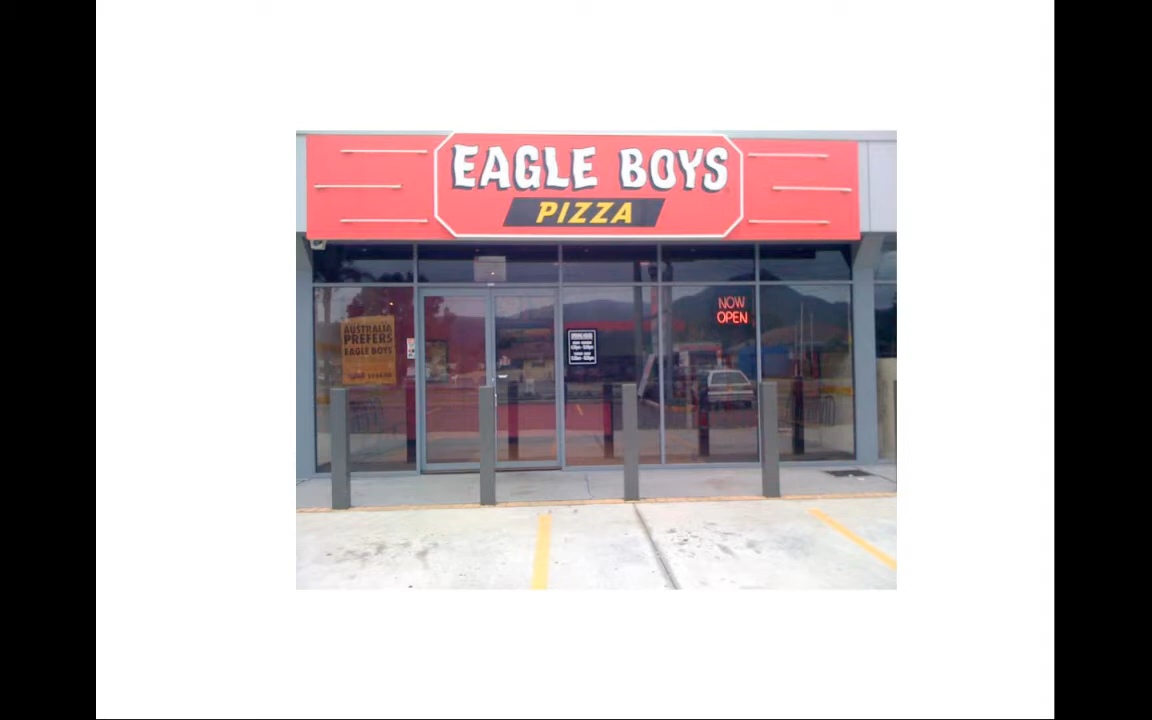 EAGLE BOYS
PIZZA
NOW
OPEN
AUSTRALIA
PREFERS
EAGLE BOYS